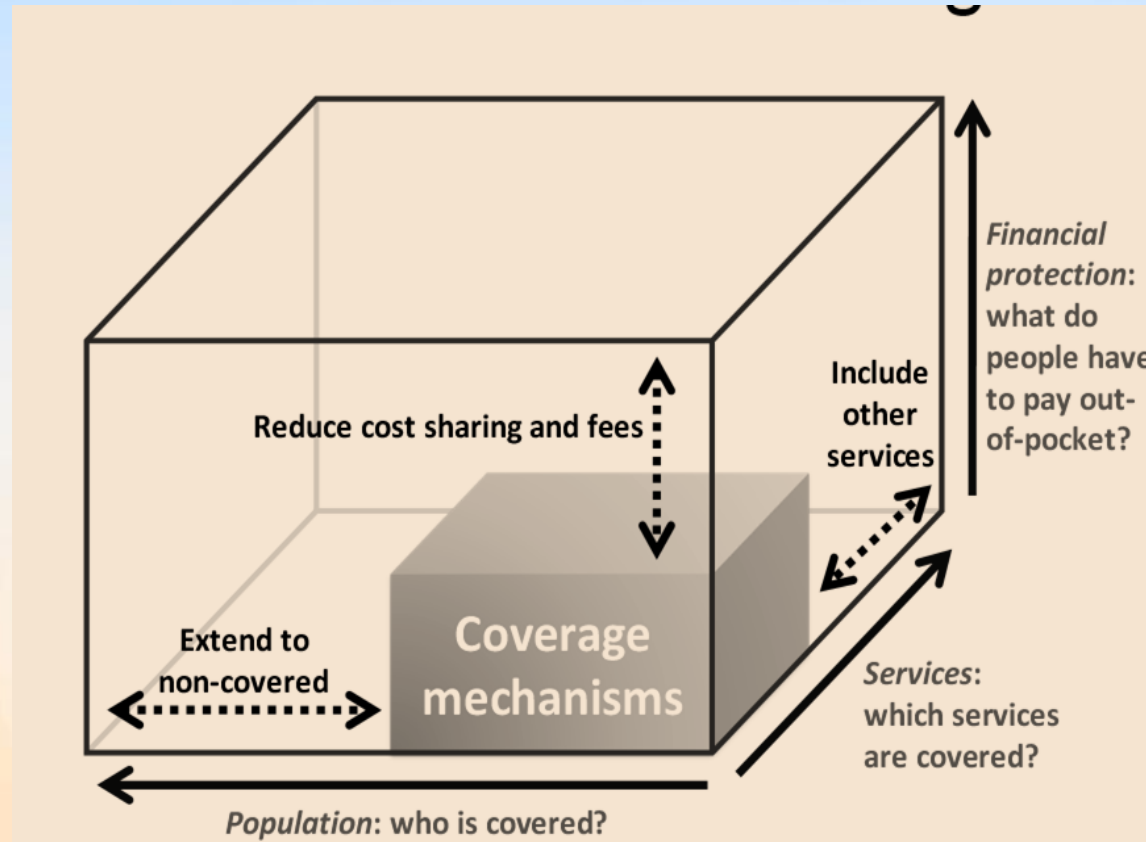 Financial
protection:
what do
people have
to pay out-
of-pocket?
Include
other
services
Reduce cost sharing and fees
Coverage
mechanisms
Extend to
non-covered
Services:
which services
are covered?
Population: who is covered?